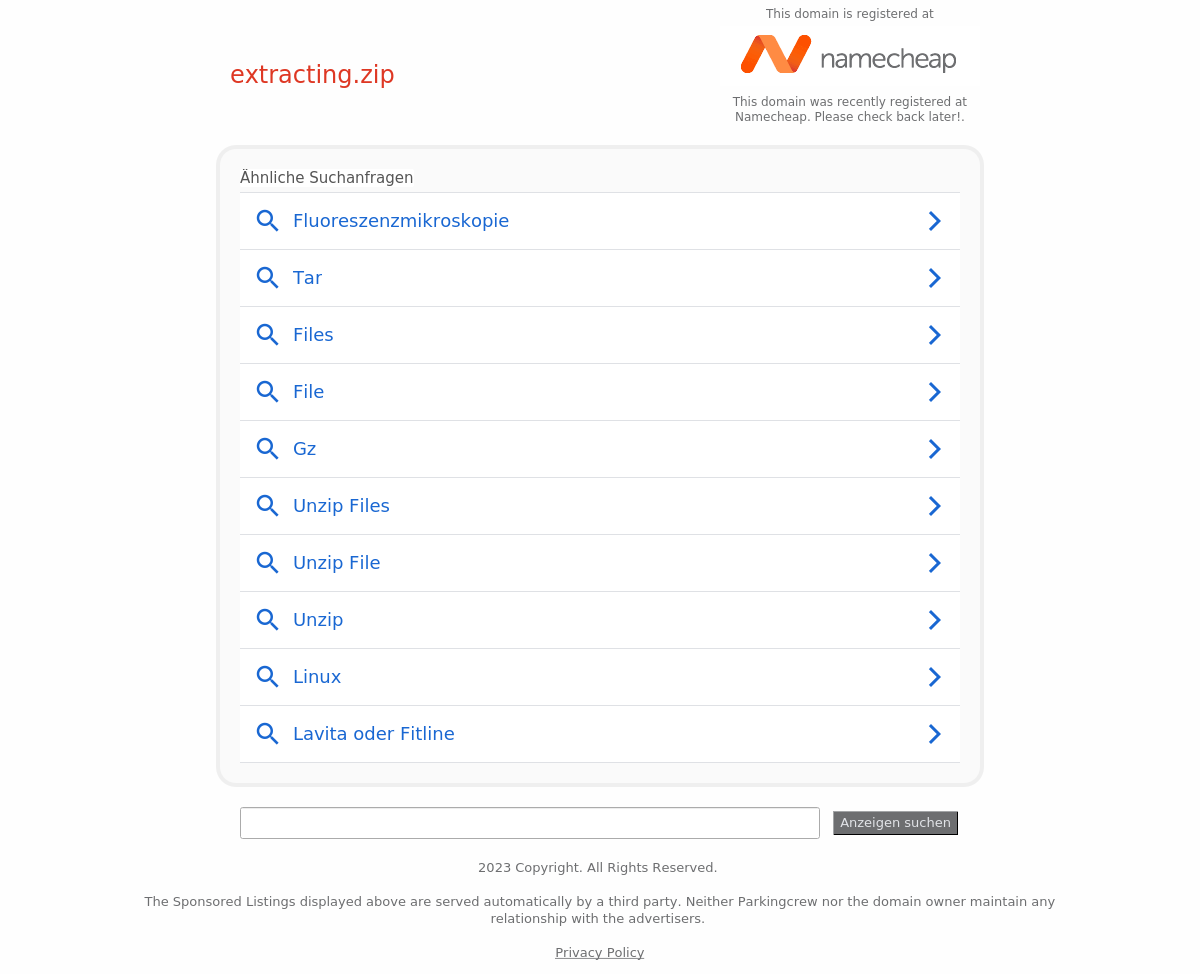 This domain is registered at
namecheap
extracting.zip
This domain was recently registered at
Namecheap. Please check back later!.
Ähnliche Suchanfragen
Fluoreszenzmikroskopie
Tar
Files
File
Gz
Unzip Files
Unzip File
Unzip
Linux
Lavita oder Fitline
Anzeigen suchen
2023 Copyright. All Rights Reserved.
The Sponsored Listings displayed above are served automatically by a third party. Neither Parkingcrew nor the domain owner maintain any
relationship with the advertisers.
Privacy Policy